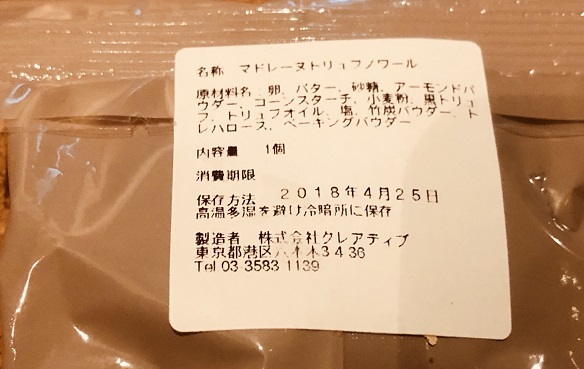 名称 マドレーヌトリュフノワール
原材料名：卵、バター、砂糖、アーモンドパ
ウダー、コーンスターチ、小麦粉、黒トリュ
フ、トリュフオイル、塩、竹炭パウダー、ト
レハロース、ベーキングパウダー
内容量 1個
消費期限
保存方法 2018年4月25日
高温多湿を避け冷暗所に保存
製造者 株式会社クレアティブ
東京都港区六本木3436
Tel 03-3583 1139